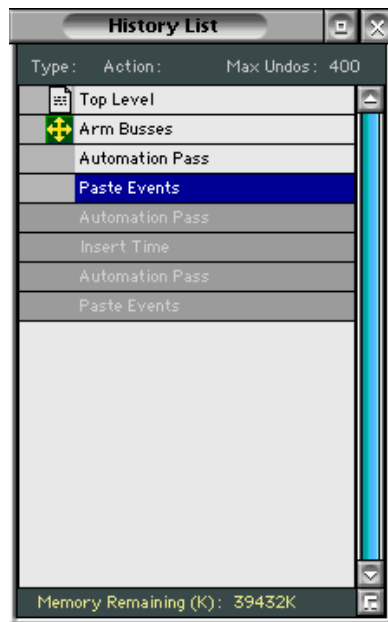 History List
Type: Action: Max Undos: 400
Top Level
Arm Busses
Automation Pass
Paste Events
Automation Pass
Insert Time
Automation Pass
Paste Events
Memory Remaining (K): 39432K